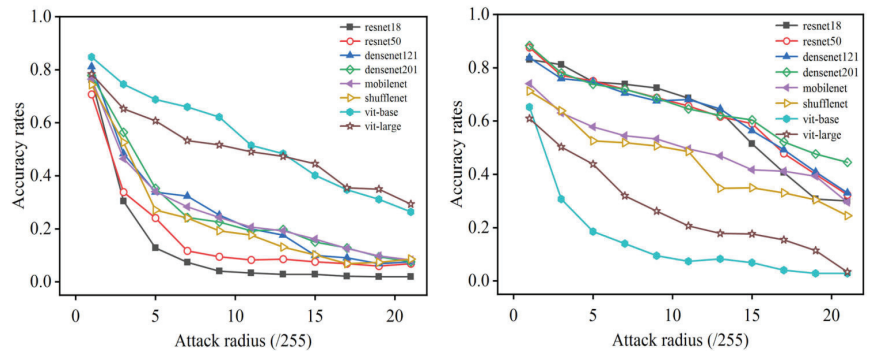 1.0
0.8
0.6
0.4
0.2
0.0
Accuracy rates
0
5
10
15
20
Attack radius (/255)
resnet18
resnet50
densenet121
densenet201
mobilenet
shufflenet
vit-base
vit-large
1.0
0.8
0.6
0.4
0.2
0.0
Accuracy rates
0
5
10
15
20
Attack radius (/255)
resnet18
resnet50
densenet121
densenet201
mobilenet
shufflenet
vit-base
vit-large